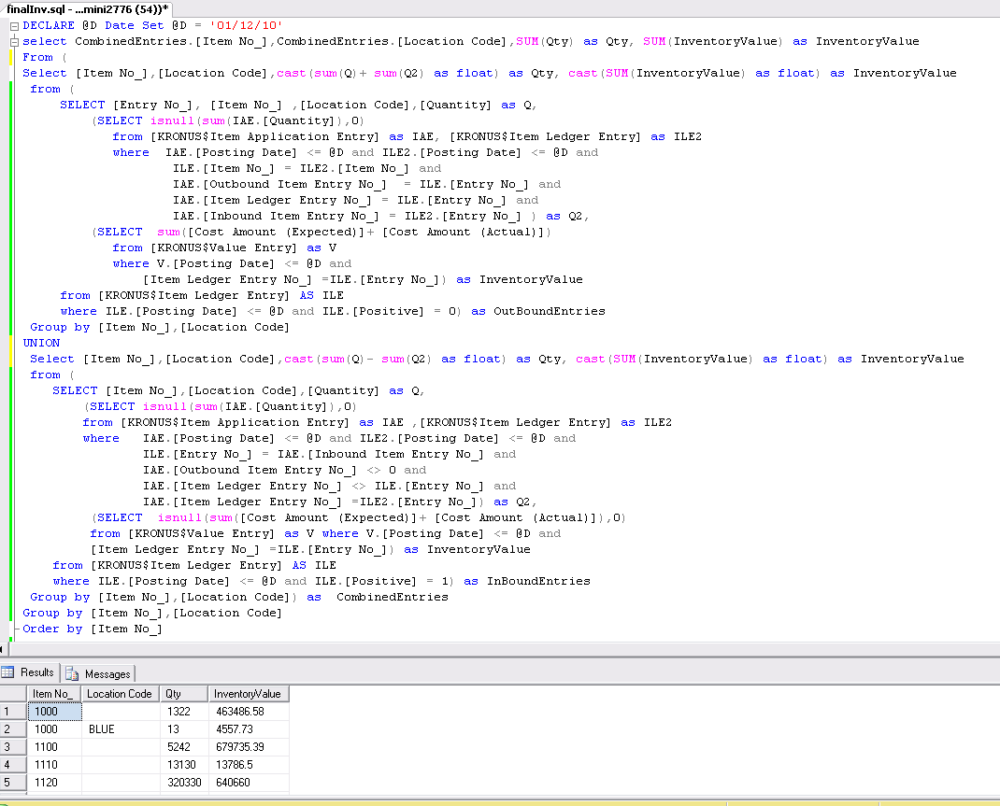 finalInv.sql - ...mini2776 (54))*
DECLARE @D Date Set @D = '01/12/10'
select CombinedEntries.[Item No_],CombinedEntries.[Location Code],SUM(Qty) as Qty, SUM(InventoryValue) as InventoryValue
From (
Select [Item No_],[Location Code],cast(sum(Q)+ sum(Q2) as float) as Qty, cast(SUM(InventoryValue) as float) as InventoryValue
from (
SELECT [Entry No_], [Item No_] ,[Location Code],[Quantity] as Q,
(SELECT isnull(sum(IAE.[Quantity]),0)
from [KRONUS$Item Application Entry] as IAE, [KRONUS$Item Ledger Entry] as ILE2
where IAE.[Posting Date] <= @D and ILE2.[Posting Date] <= @D and
ILE.[Item No_] = ILE2.[Item No_] and
IAE.[Outbound Item Entry No_] = ILE.[Entry No_] and
IAE.[Item Ledger Entry No_] = ILE.[Entry No_] and
IAE.[Inbound Item Entry No_] = ILE2.[Entry No_] ) as Q2,
(SELECT sum([Cost Amount (Expected)]+ [Cost Amount (Actual)])
from [KRONUS$Value Entry] as V
where V.[Posting Date] <= @D and
[Item Ledger Entry No_] =ILE.[Entry No_]) as InventoryValue
from [KRONUS$Item Ledger Entry] AS ILE
where ILE.[Posting Date] <= @D and ILE.[Positive] = 0) as OutBoundEntries
Group by [Item No_],[Location Code]
UNION
Select [Item No_],[Location Code],cast(sum(Q)- sum(Q2) as float) as Qty, cast(SUM(InventoryValue) as float) as InventoryValue
from (
SELECT [Item No_],[Location Code],[Quantity] as Q,
(SELECT isnull(sum(IAE.[Quantity]),0)
from [KRONUS$Item Application Entry] as IAE ,[KRONUS$Item Ledger Entry] as ILE2
where IAE.[Posting Date] <= @D and ILE2.[Posting Date] <= @D and
ILE.[Entry No_] = IAE.[Inbound Item Entry No_] and
IAE.[Outbound Item Entry No_] <> 0 and
IAE.[Item Ledger Entry No_] <> ILE.[Entry No_] and
IAE.[Item Ledger Entry No_] =ILE2.[Entry No_]) as Q2,
(SELECT isnull(sum([Cost Amount (Expected)]+ [Cost Amount (Actual)]),0)
from [KRONUS$Value Entry] as V where V.[Posting Date] <= @D and
[Item Ledger Entry No_] =ILE.[Entry No_]) as InventoryValue
from [KRONUS$Item Ledger Entry] AS ILE
where ILE.[Posting Date] <= @D and ILE.[Positive] = 1) as InBoundEntries
Group by [Item No_],[Location Code]) as CombinedEntries
Group by [Item No_],[Location Code]
Order by [Item No_]
Results Messages
Item No_ Location Code Qty InventoryValue
1 1000 1322 463486.58
2 1000 BLUE 13 4557.73
3 1100 5242 679735.39
4 1110 13130 13786.5
5 1120 320330 640660